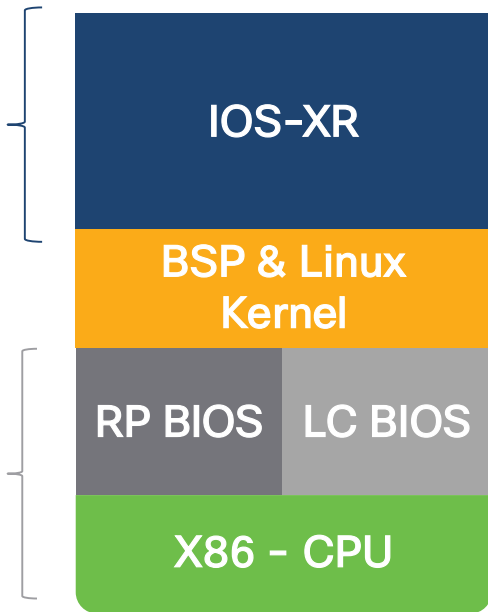 IOS-XR
BSP & Linux
Kernel
RP BIOS
LC BIOS
X86 - CPU